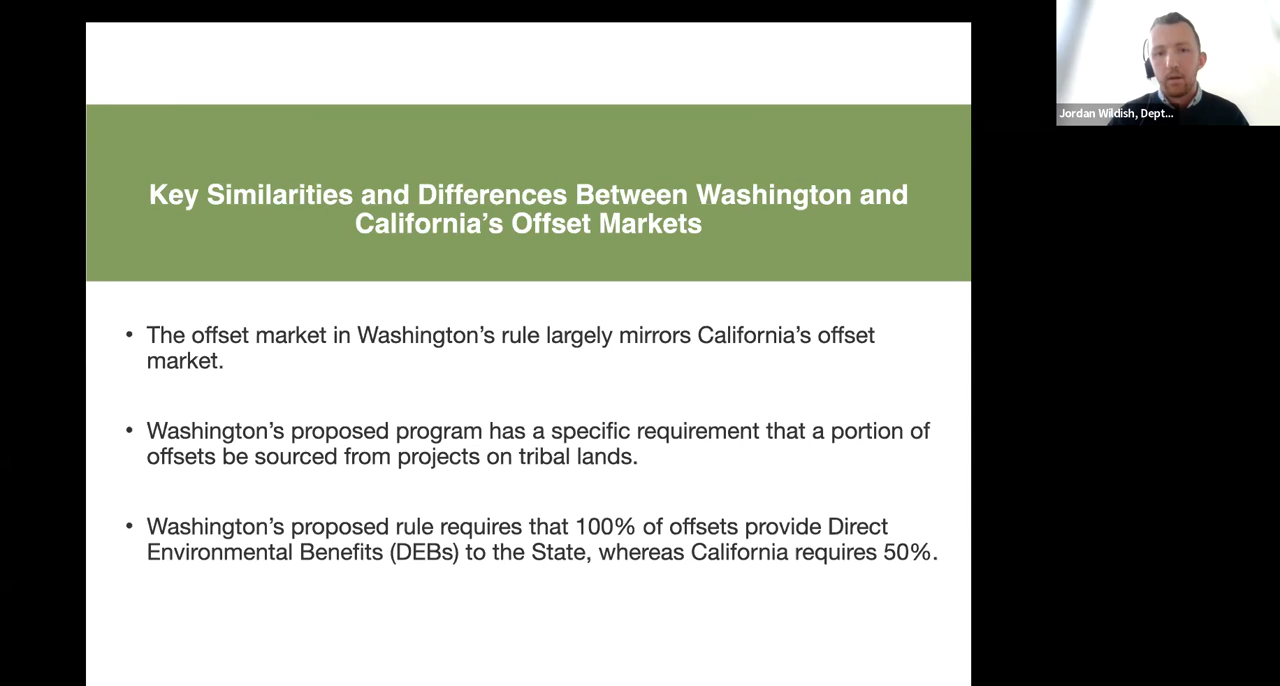 Key Similarities and Differences Between Washington and
California’s Offset Markets
• The offset market in Washington’s rule largely mirrors California’s offset
market.
• Washington’s proposed program has a specific requirement that a portion of
offsets be sourced from projects on tribal lands.
• Washington’s proposed rule requires that 100% of offsets provide Direct
Environmental Benefits (DEBs) to the State, whereas California requires 50%.
Jordan Wildish, Dept...